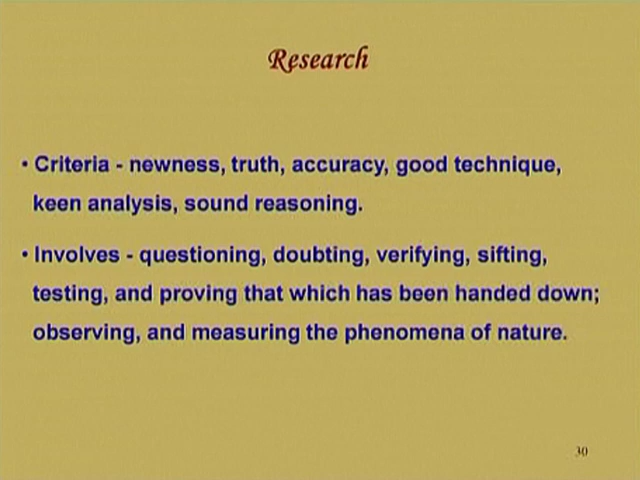 Research
• Criteria - newness, truth, accuracy, good technique,
keen analysis, sound reasoning.
• Involves - questioning, doubting, verifying, sifting,
testing, and proving that which has been handed down;
observing, and measuring the phenomena of nature.
30